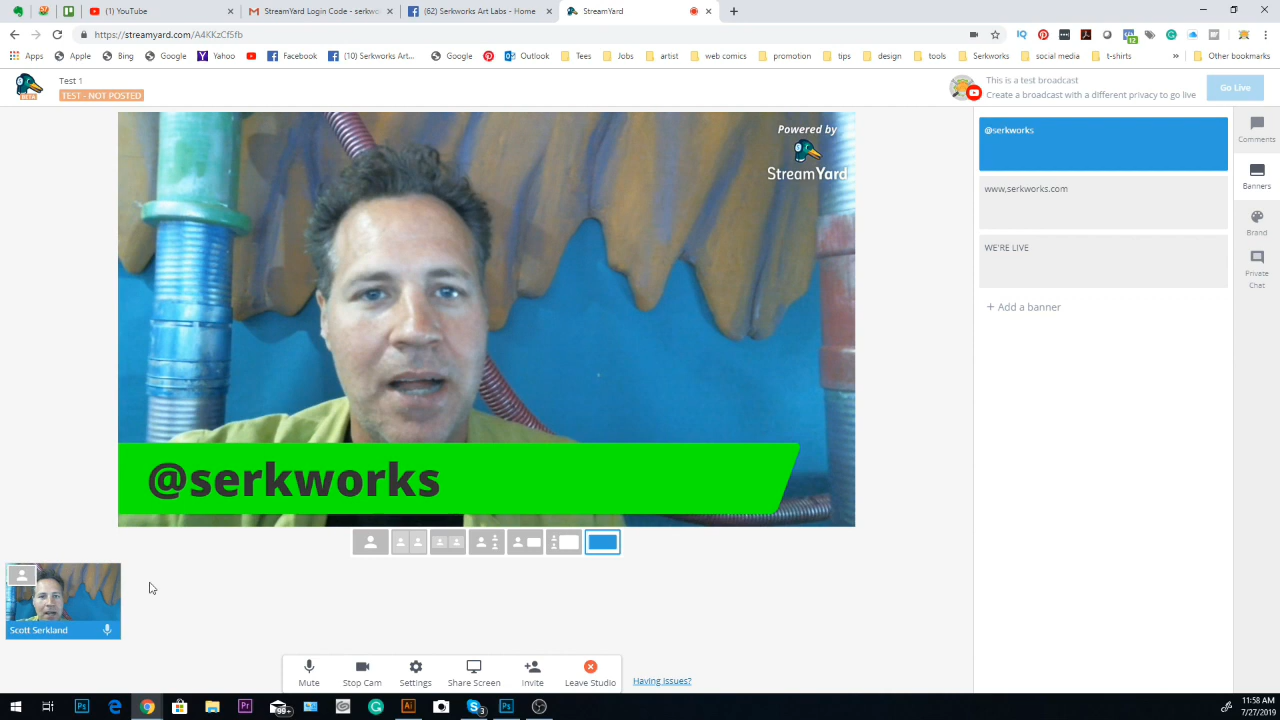 (1) YouTube
StreamYard Login Code - serkwo
(62) Serkworks Art Labs - Home
StreamYard
https://streamyard.com/A4KKzCf5fb
Apps
Google
Yahoo
Facebook
(10) Serkworks Art...
Google
Outlook
Tees
Jobs
artist
web comics
promotion
tips
design
tools
Serkworks
social media
t-shirts
Other bookmarks
BETA
Test 1
TEST - NOT POSTED
This is a test broadcast
Create a broadcast with a different privacy to go live
Go Live
Powered by
StreamYard
@serkworks
@serkworks
www,serkworks.com
WE'RE LIVE
+ Add a banner
Comments
Banners
Brand
Private
Chat
Scott Serkland
Mute
Stop Cam
Settings
Share Screen
Invite
Leave Studio
Having issues?
11:58 AM
7/27/2019